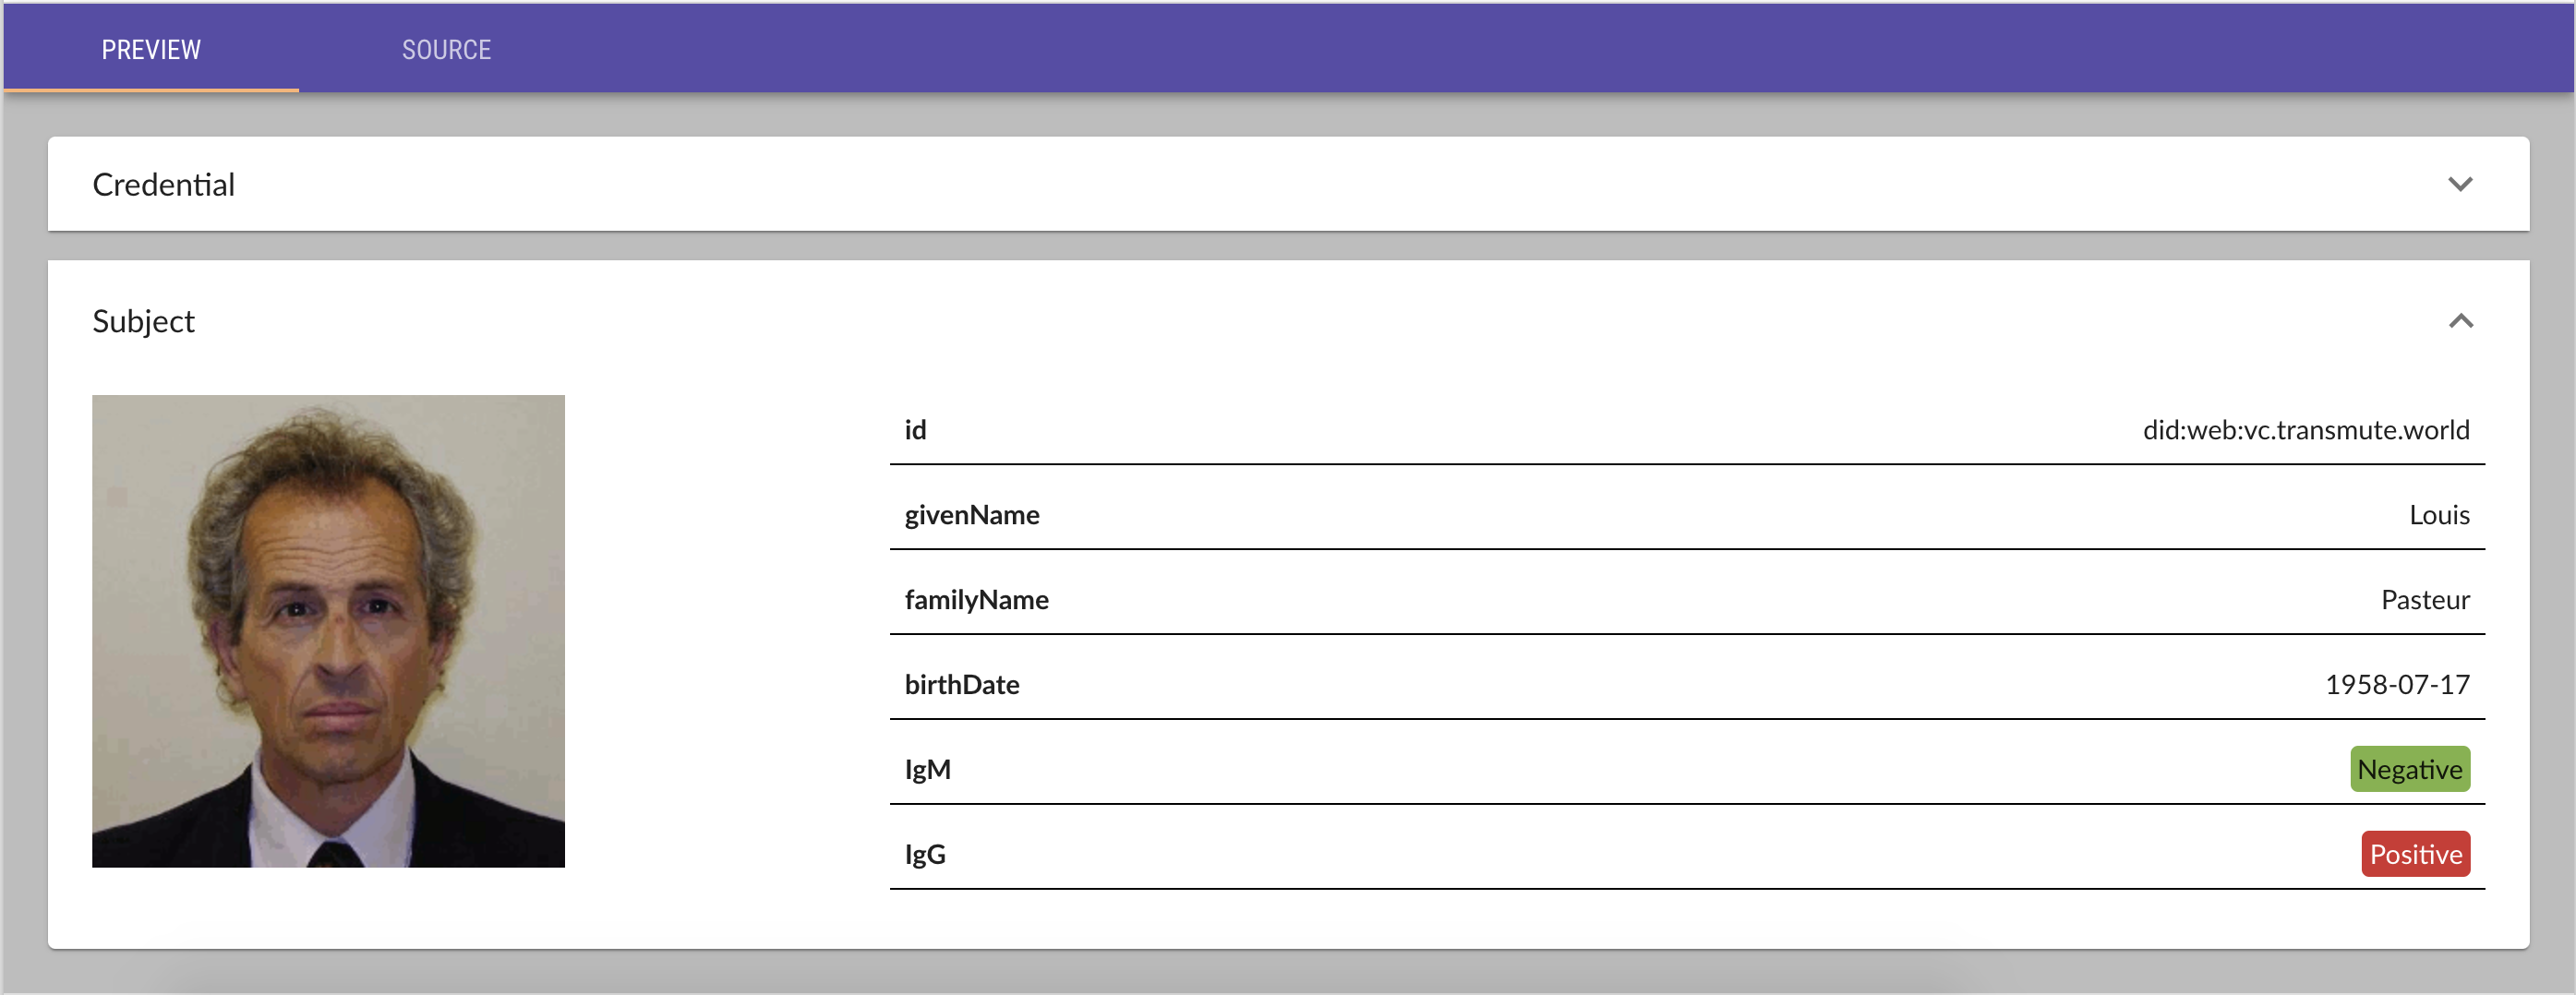 PREVIEW SOURCE
Credential
Subject
id did:web:vc.transmute.world
givenName Louis
familyName Pasteur
birthDate 1958-07-17
IgM Negative
IgG Positive